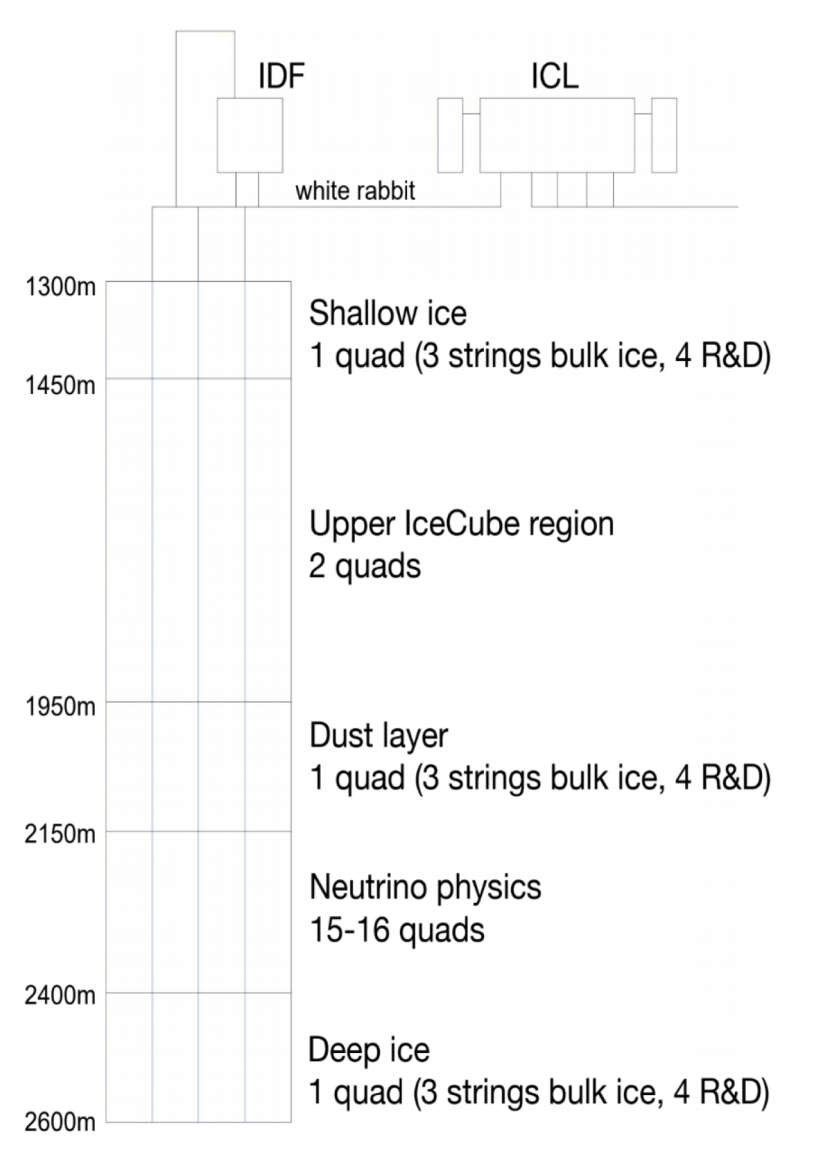 IDF
ICL
white rabbit
1300m
Shallow ice
1 quad (3 strings bulk ice, 4 R&D)
1450m
Upper IceCube region
2 quads
1950m
Dust layer
1 quad (3 strings bulk ice, 4 R&D)
2150m
Neutrino physics
15-16 quads
2400m
Deep ice
1 quad (3 strings bulk ice, 4 R&D)
2600m